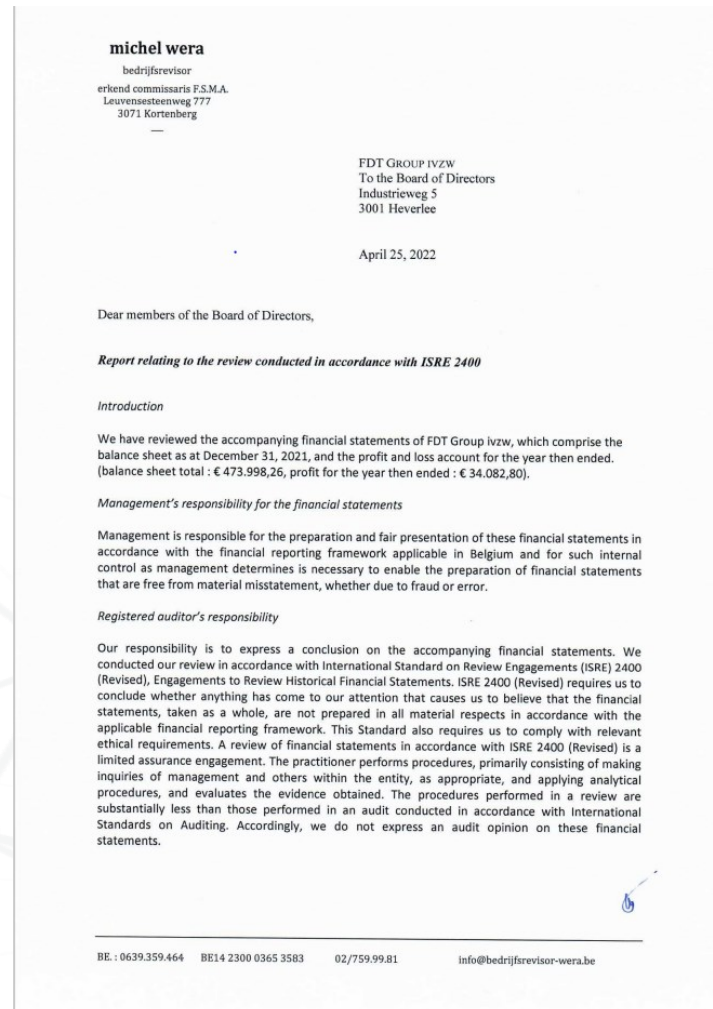 michel wera
bedrijfsrevisor
erkend commissaris F.S.M.A.
Leuvensesteenweg 777
3071 Kortenberg
FDT GROUP IVZW
To the Board of Directors
Industrieweg 5
3001 Heverlee
April 25, 2022
Dear members of the Board of Directors,
Report relating to the review conducted in accordance with ISRE 2400
Introduction
We have reviewed the accompanying financial statements of FDT Group ivzw, which comprise the
balance sheet as at December 31, 2021, and the profit and loss account for the year then ended.
(balance sheet total : € 473.998,26, profit for the year then ended : € 34.082,80).
Management's responsibility for the financial statements
Management is responsible for the preparation and fair presentation of these financial statements in
accordance with the financial reporting framework applicable in Belgium and for such internal
control as management determines is necessary to enable the preparation of financial statements
that are free from material misstatement, whether due to fraud or error.
Registered auditor's responsibility
Our responsibility is to express a conclusion on the accompanying financial statements. We
conducted our review in accordance with International Standard on Review Engagements (ISRE) 2400
(Revised), Engagements to Review Historical Financial Statements. ISRE 2400 (Revised) requires us to
conclude whether anything has come to our attention that causes us to believe that the financial
statements, taken as a whole, are not prepared in all material respects in accordance with the
applicable financial reporting framework. This Standard also requires us to comply with relevant
ethical requirements. A review of financial statements in accordance with ISRE 2400 (Revised) is a
limited assurance engagement. The practitioner performs procedures, primarily consisting of making
inquiries of management and others within the entity, as appropriate, and applying analytical
procedures, and evaluates the evidence obtained. The procedures performed in a review are
substantially less than those performed in an audit conducted in accordance with International
Standards on Auditing. Accordingly, we do not express an audit opinion on these financial
statements.
BE. : 0639.359.464 BE14 2300 0365 3583 02/759.99.81 info@bedrijfsrevisor-wera.be